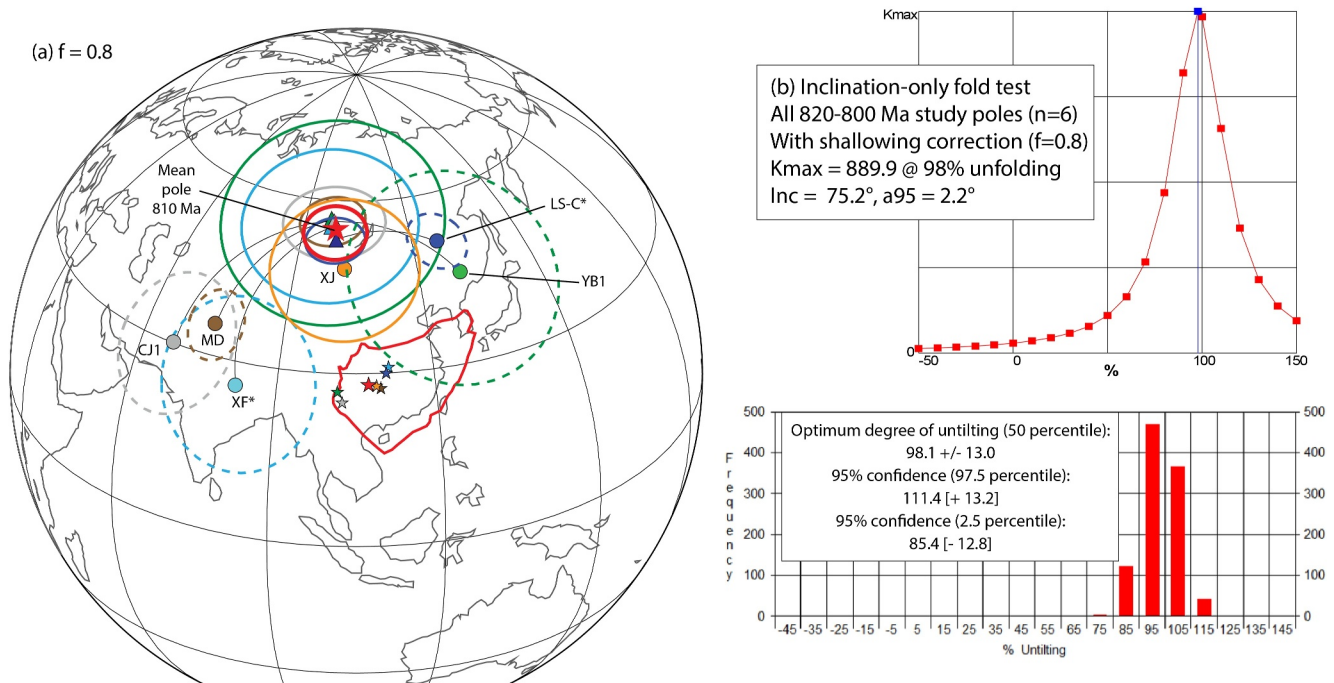 (a) f = 0.8
Mean
pole
810 Ma
LS-C*
YB1
XJ
CJ1
MD
XF*
Kmax
(b) Inclination-only fold test
All 820-800 Ma study poles (n=6)
With shallowing correction (f=0.8)
Kmax = 889.9 @ 98% unfolding
Inc = 75.2°, a95 = 2.2°
0
-50 0 50 100 150
%
500 500
400 400
300 300
200 200
100 100
0 0
Frequency
Optimum degree of untilting (50 percentile):
98.1 +/- 13.0
95% confidence (97.5 percentile):
111.4 [+ 13.2]
95% confidence (2.5 percentile):
85.4 [- 12.8]
-45 -35 -25 -15 -5 5 15 25 35 45 55 65 75 85 95 105 115 125 135 145
% Untilting